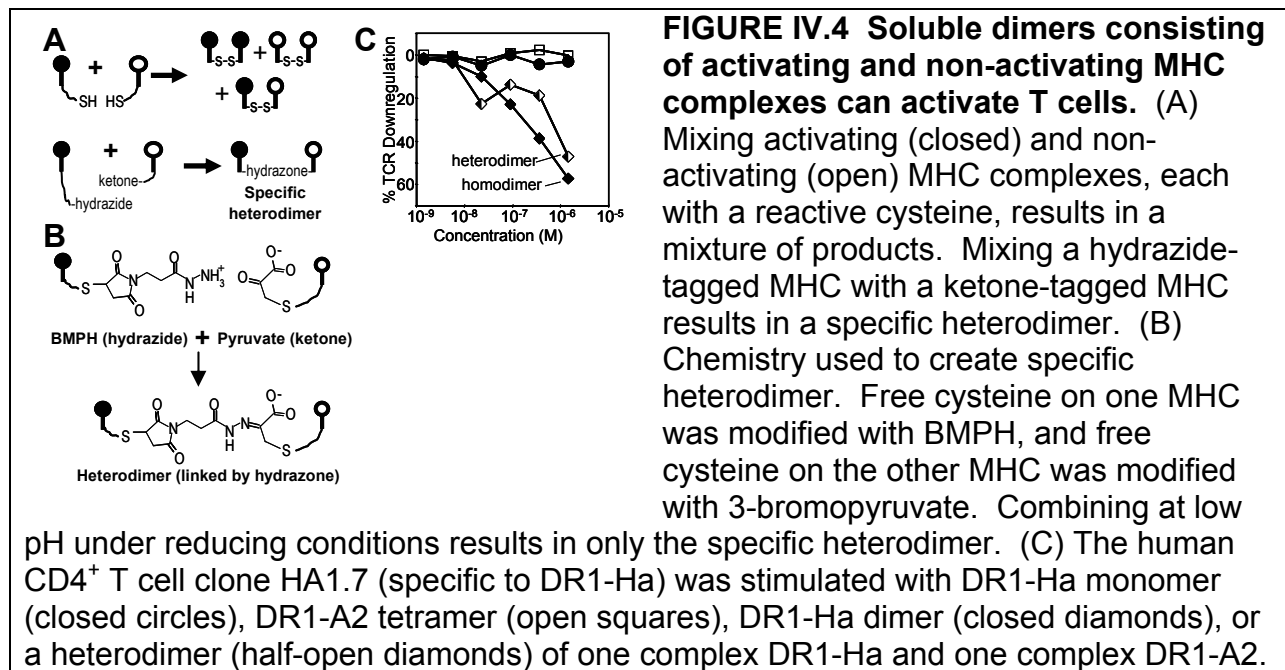 A
+
SH HS
S-S + S-S
+ S-S
+
hydrazide
ketone
hydrazone
Specific
heterodimer
B
S
N
O
O
O
N
H
NH3+
O-
O
O
S
BMPH (hydrazide) + Pyruvate (ketone)
S
N
O
O
O
N
H
N
O-
O
S
Heterodimer (linked by hydrazone)
C
% TCR Downregulation
0
20
40
60
heterodimer
homodimer
10-9 10-8 10-7 10-6 10-5
Concentration (M)
FIGURE IV.4 Soluble dimers consisting
of activating and non-activating MHC
complexes can activate T cells. (A)
Mixing activating (closed) and non-
activating (open) MHC complexes, each
with a reactive cysteine, results in a
mixture of products. Mixing a hydrazide-
tagged MHC with a ketone-tagged MHC
results in a specific heterodimer. (B)
Chemistry used to create specific
heterodimer. Free cysteine on one MHC
was modified with BMPH, and free
cysteine on the other MHC was modified
with 3-bromopyruvate. Combining at low
pH under reducing conditions results in only the specific heterodimer. (C) The human
CD4+ T cell clone HA1.7 (specific to DR1-Ha) was stimulated with DR1-Ha monomer
(closed circles), DR1-A2 tetramer (open squares), DR1-Ha dimer (closed diamonds), or
a heterodimer (half-open diamonds) of one complex DR1-Ha and one complex DR1-A2.